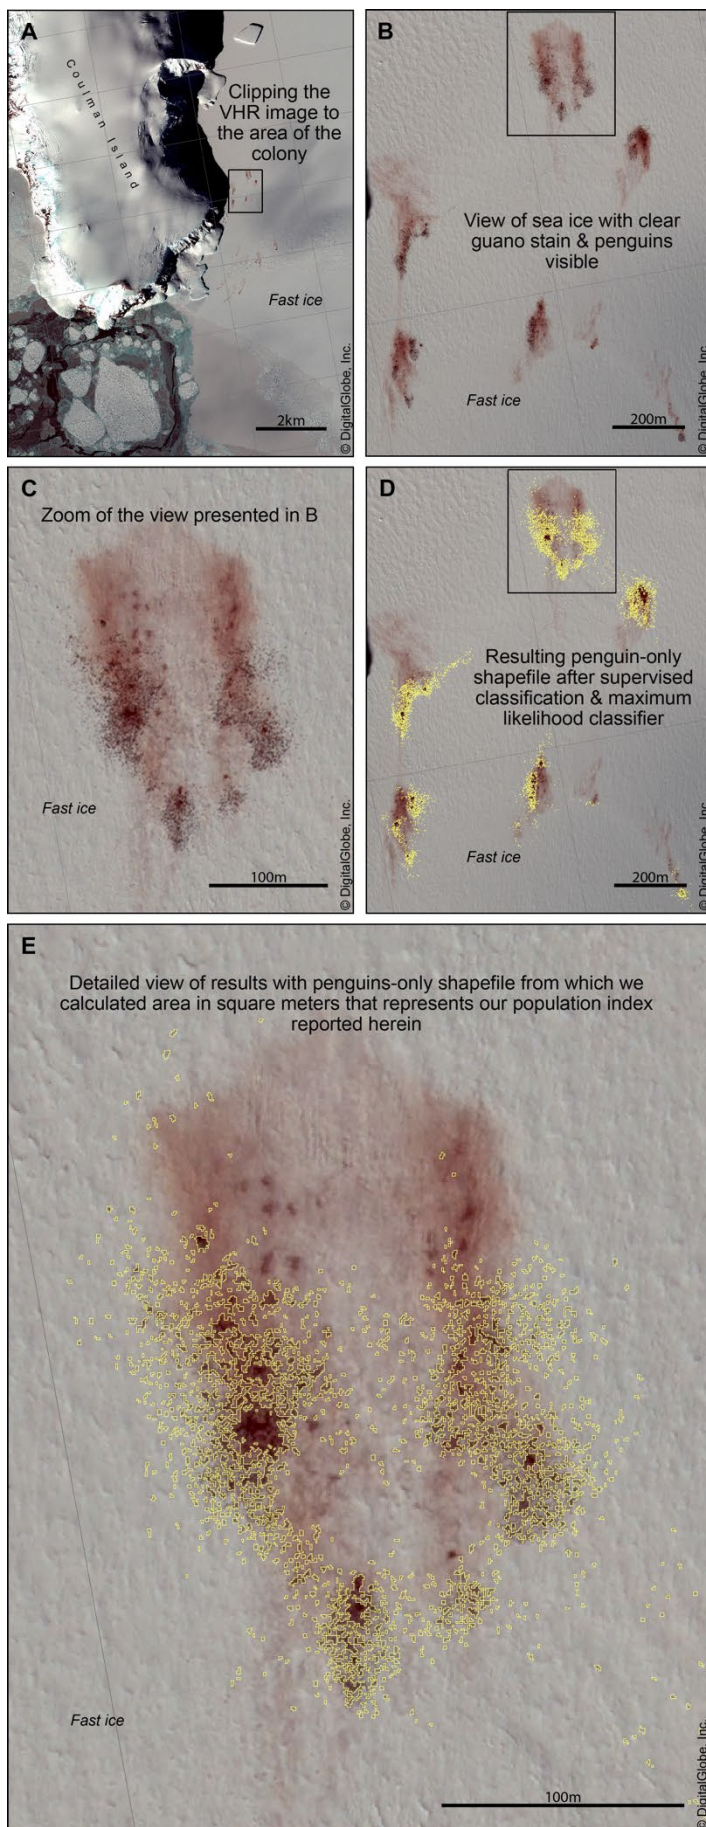 A
Coulman Island
Clipping the
VHR image to
the area of the
colony
Fast ice
2km
© DigitalGlobe, Inc.
B
View of sea ice with clear
guano stain & penguins
visible
Fast ice
200m
© DigitalGlobe, Inc.
C
Zoom of the view presented in B
Fast ice
100m
© DigitalGlobe, Inc.
D
Resulting penguin-only
shapefile after supervised
classification & maximum
likelihood classifier
Fast ice
200m
© DigitalGlobe, Inc.
E
Detailed view of results with penguins-only shapefile from which we
calculated area in square meters that represents our population index
reported herein
Fast ice
100m
© DigitalGlobe, Inc.